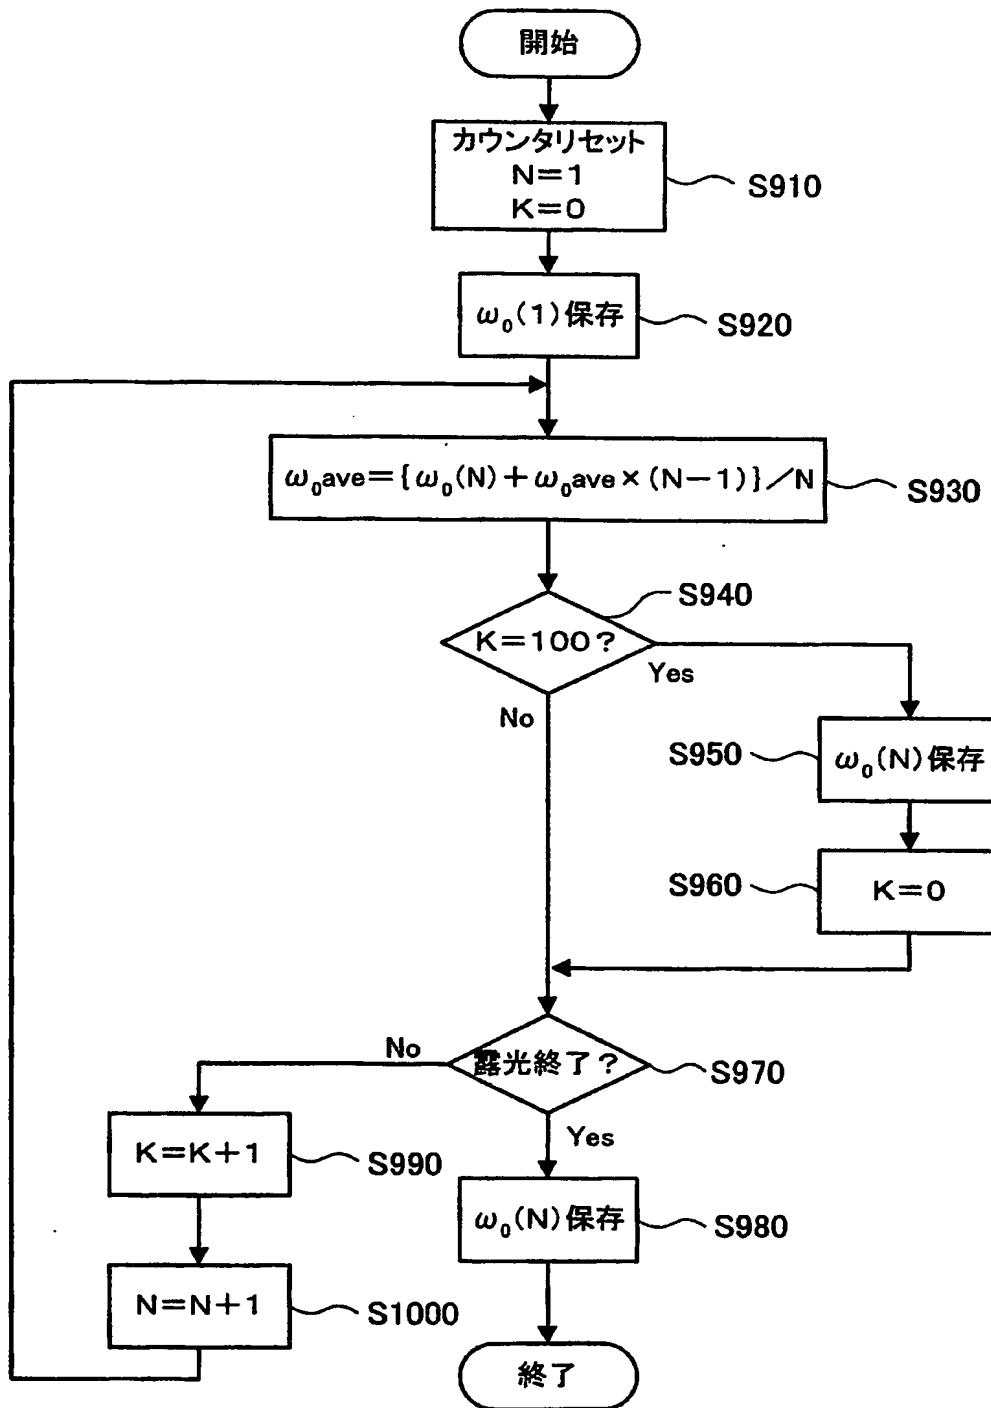 開始
カウンタリセット
N=1
K=0
S910
ω₀(1)保存
S920
ω₀ave={ω₀(N)+ω₀ave×(N-1)}/N
S930
S940
K=100?
Yes
No
S950
ω₀(N)保存
S960
K=0
No
露光終了?
S970
Yes
K=K+1
S990
ω₀(N)保存
S980
N=N+1
S1000
終了